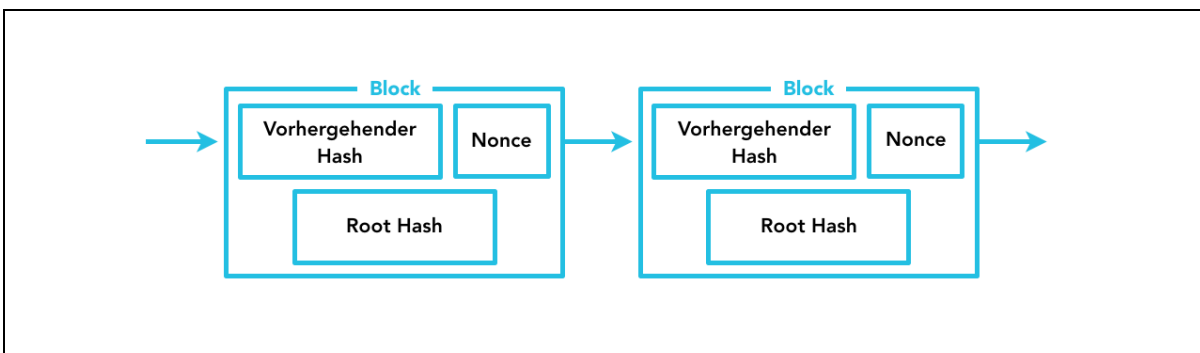 Block
Vorhergehender
Hash
Nonce
Root Hash
Block
Vorhergehender
Hash
Nonce
Root Hash